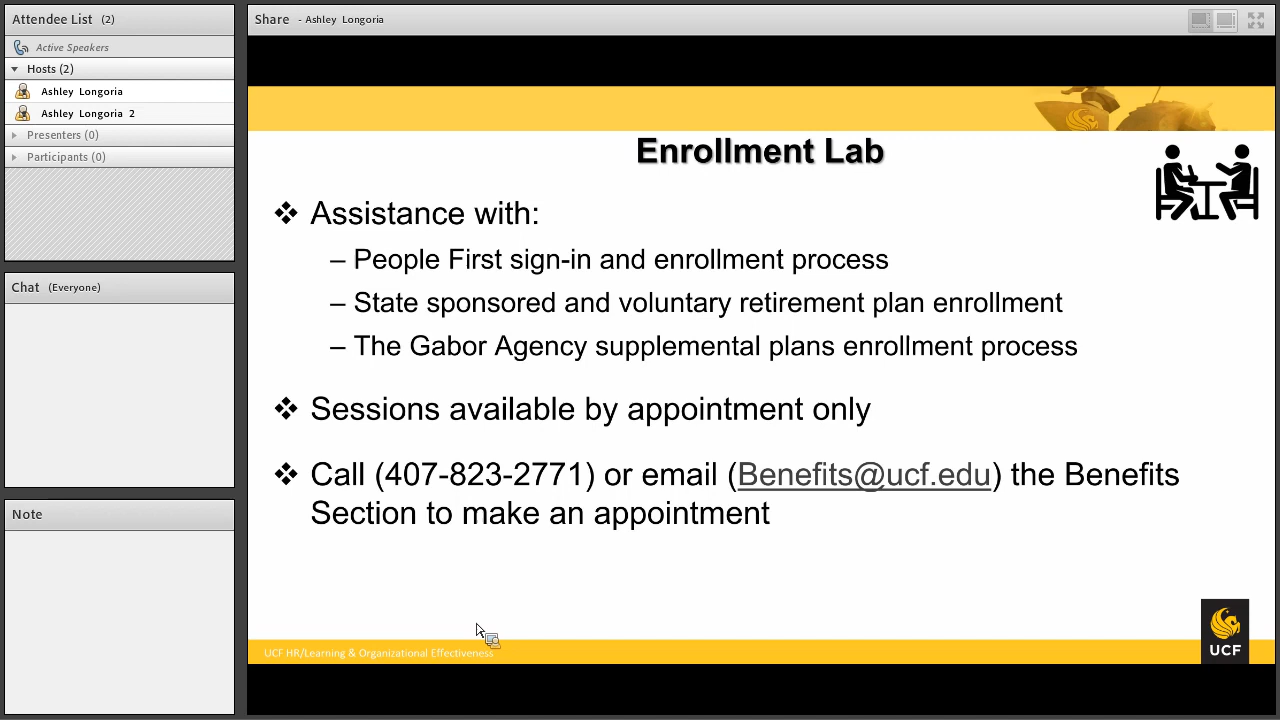 Attendee List (2)
Active Speakers
Hosts (2)
Ashley Longoria
Ashley Longoria 2
Presenters (0)
Participants (0)
Chat (Everyone)
Note
Share - Ashley Longoria
Enrollment Lab
❖ Assistance with:
– People First sign-in and enrollment process
– State sponsored and voluntary retirement plan enrollment
– The Gabor Agency supplemental plans enrollment process
❖ Sessions available by appointment only
❖ Call (407-823-2771) or email (Benefits@ucf.edu) the Benefits
Section to make an appointment
UCF HR/Learning & Organizational Effectiveness
UCF